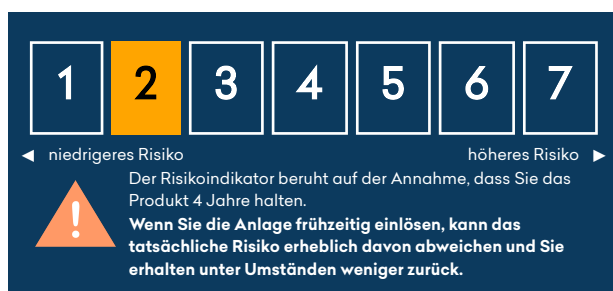 1 2 3 4 5 6 7
◄ niedrigeres Risiko höheres Risiko ►
Der Risikoindikator beruht auf der Annahme, dass Sie das
Produkt 4 Jahre halten.
Wenn Sie die Anlage frühzeitig einlösen, kann das
tatsächliche Risiko erheblich davon abweichen und Sie
erhalten unter Umständen weniger zurück.
!